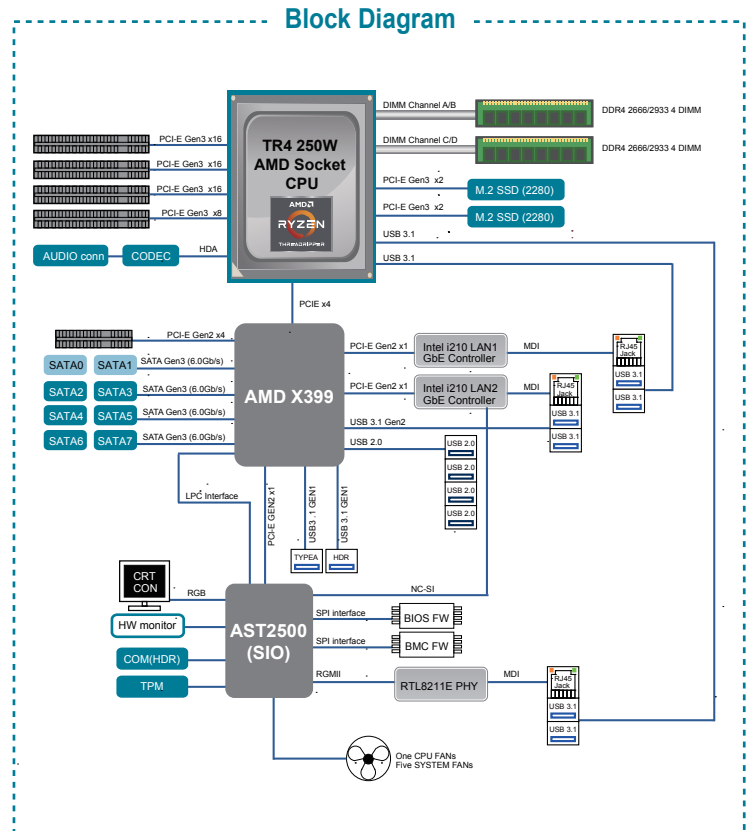 Block Diagram
TR4 250W
AMD Socket
CPU
AMD
RYZEN
THREADRIPPER
PCI-E Gen3 x16
PCI-E Gen3 x16
PCI-E Gen3 x16
PCI-E Gen3 x8
AUDIO conn
CODEC
HDA
DIMM Channel A/B
DDR4 2666/2933 4 DIMM
DIMM Channel C/D
DDR4 2666/2933 4 DIMM
PCI-E Gen3 x2
M.2 SSD (2280)
PCI-E Gen3 x2
M.2 SSD (2280)
USB 3.1
USB 3.1
PCIE x4
AMD X399
PCI-E Gen2 x4
SATA0
SATA1
SATA Gen3 (6.0Gb/s)
SATA2
SATA3
SATA Gen3 (6.0Gb/s)
SATA4
SATA5
SATA Gen3 (6.0Gb/s)
SATA6
SATA7
SATA Gen3 (6.0Gb/s)
PCI-E Gen2 x1
Intel i210 LAN1
GbE Controller
MDI
RJ45
Jack
USB 3.1
USB 3.1
PCI-E Gen2 x1
Intel i210 LAN2
GbE Controller
MDI
RJ45
Jack
USB 3.1
USB 3.1
USB 3.1 Gen2
USB 2.0
USB 2.0
USB 2.0
USB 2.0
USB 2.0
LPC Interface
PCI-E GEN2 x1
USB3 .1 GEN1
USB 3.1 GEN1
TYPEA
HDR
AST2500
(SIO)
CRT
CON
RGB
HW monitor
COM(HDR)
TPM
NC-SI
SPI interface
BIOS FW
SPI interface
BMC FW
RGMII
RTL8211E PHY
MDI
RJ45
Jack
USB 3.1
USB 3.1
One CPU FANs
Five SYSTEM FANs